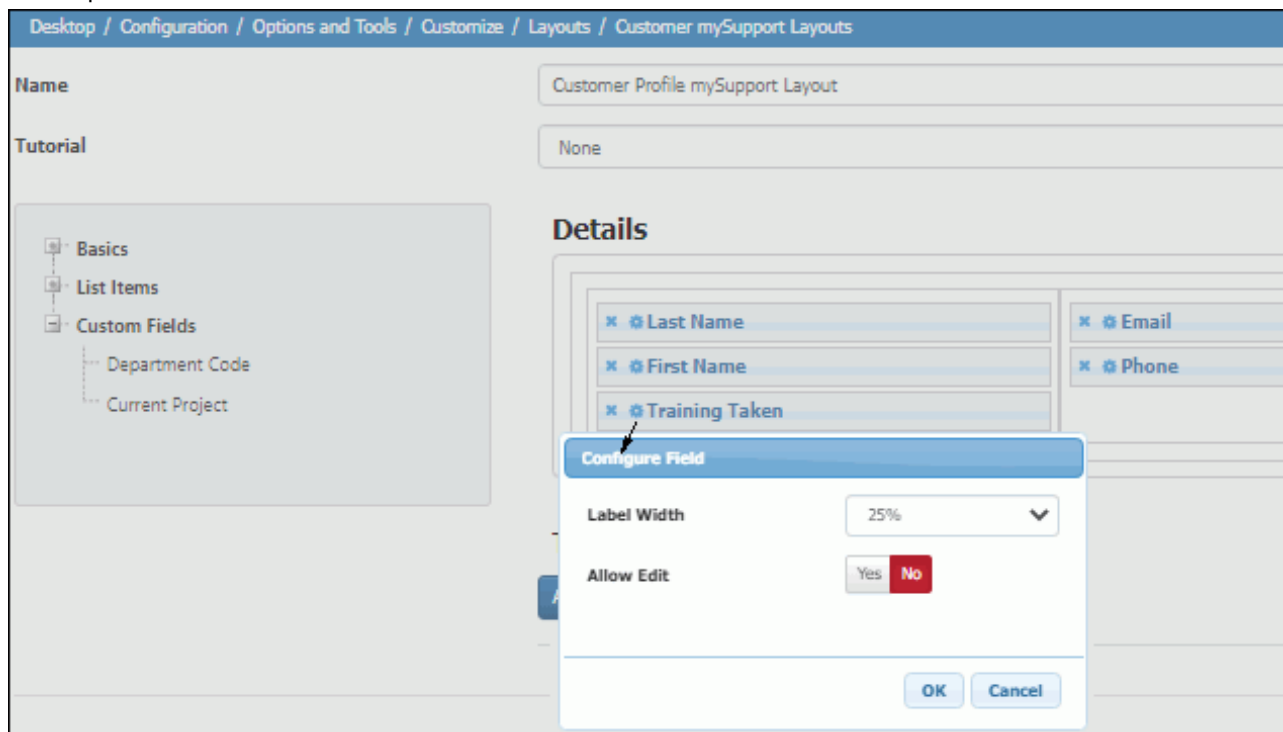 Desktop / Configuration / Options and Tools / Customize / Layouts / Customer mySupport Layouts
Name
Customer Profile mySupport Layout
Tutorial
None
Basics
List Items
Custom Fields
Department Code
Current Project
Details
Last Name
Email
First Name
Phone
Training Taken
Configure Field
Label Width
25%
Allow Edit
Yes No
OK Cancel